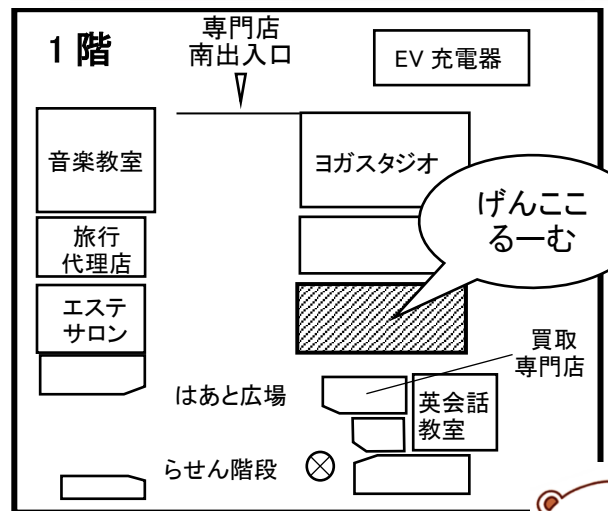 1階
専門店
南出入口
EV 充電器
音楽教室
ヨガスタジオ
げんここ
るーむ
旅行
代理店
エステ
サロン
買取
専門店
はあと広場
英会話
教室
らせん階段